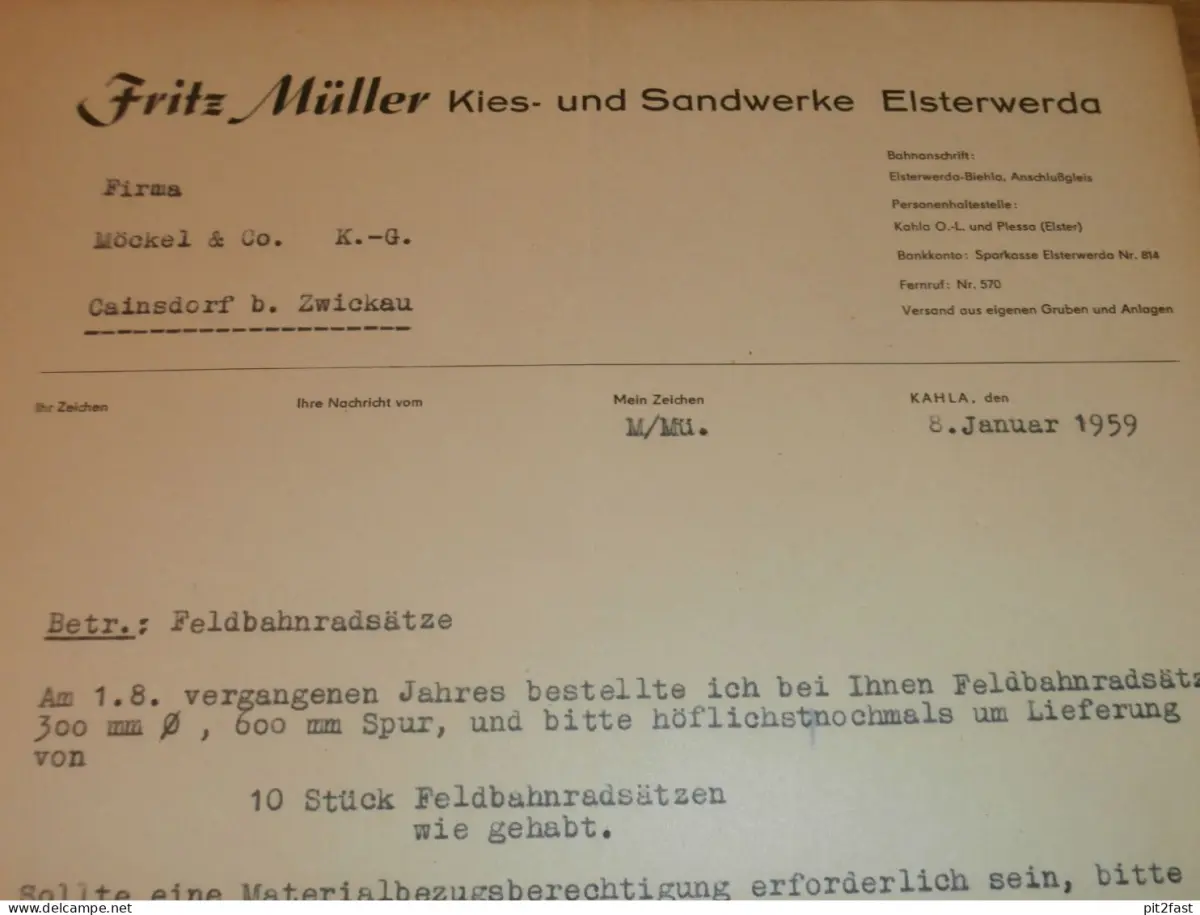 Fritz Müller Kies- und Sandwerke Elsterwerda
Bahnanschrift:
Elsterwerda-Biehla, Anschlußgleis
Personenhaltestelle:
Kahla O.-L. und Plessa (Elster)
Bankkonto: Sparkasse Elsterwerda Nr. 814
Fernruf: Nr. 570
Versand aus eigenen Gruben und Anlagen
Firma
Möckel & Co. K.-G.
Cainsdorf b. Zwickau
Ihr Zeichen
Ihre Nachricht vom
Mein Zeichen
M/Mü.
KAHLA, den
8.Januar 1959
Betr.: Feldbahnradsätze
Am 1.8. vergangenen Jahres bestellte ich bei Ihnen Feldbahnradsätz
300 mm Ø , 600 mm Spur, und bitte höflichstnochmals um Lieferung
von
10 Stück Feldbahnradsätzen
wie gehabt.
Sollte eine Materialbezugsberechtigung erforderlich sein, bitte
www.delcampe.net
pit2fast